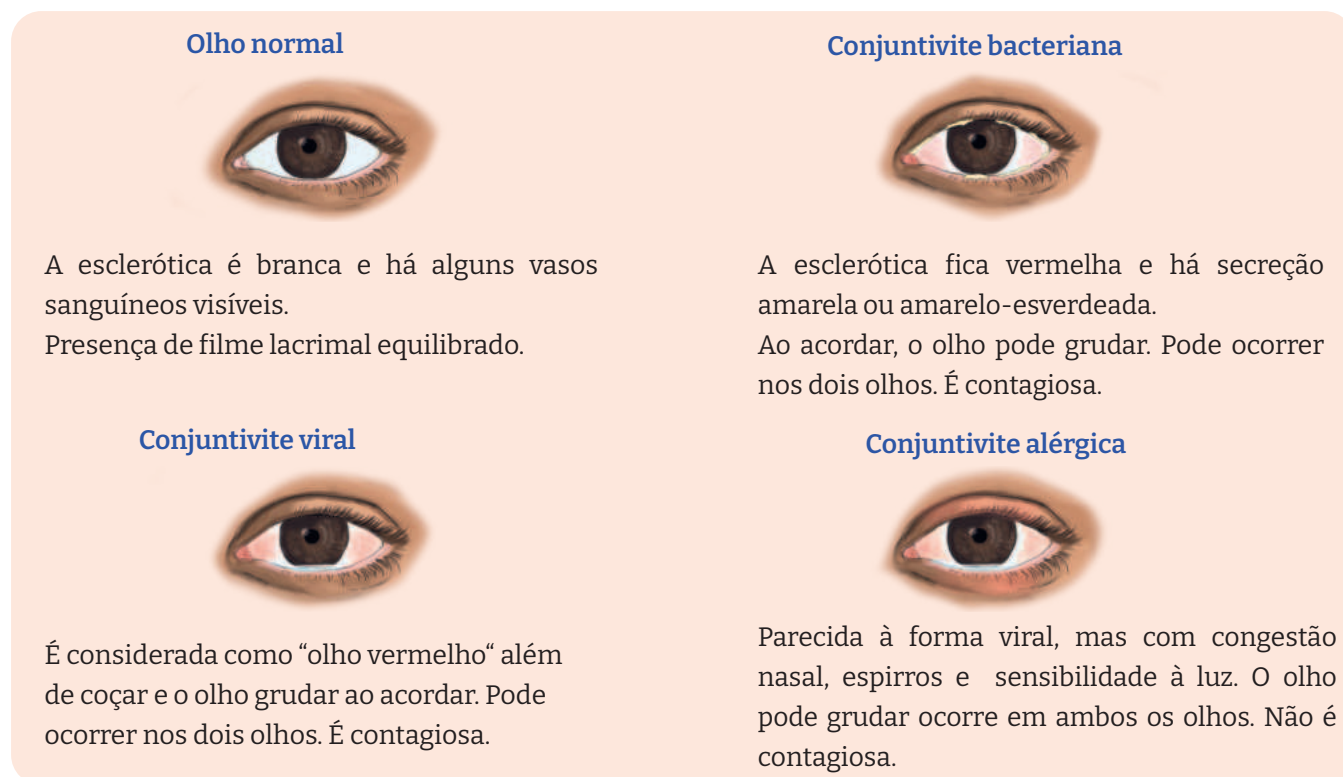 Olho normal
A esclerótica é branca e há alguns vasos
sanguíneos visíveis.
Presença de filme lacrimal equilibrado.
Conjuntivite bacteriana
A esclerótica fica vermelha e há secreção
amarela ou amarelo-esverdeada.
Ao acordar, o olho pode grudar. Pode ocorrer
nos dois olhos. É contagiosa.
Conjuntivite viral
É considerada como “olho vermelho“ além
de coçar e o olho grudar ao acordar. Pode
ocorrer nos dois olhos. É contagiosa.
Conjuntivite alérgica
Parecida à forma viral, mas com congestão
nasal, espirros e sensibilidade à luz. O olho
pode grudar ocorre em ambos os olhos. Não é
contagiosa.